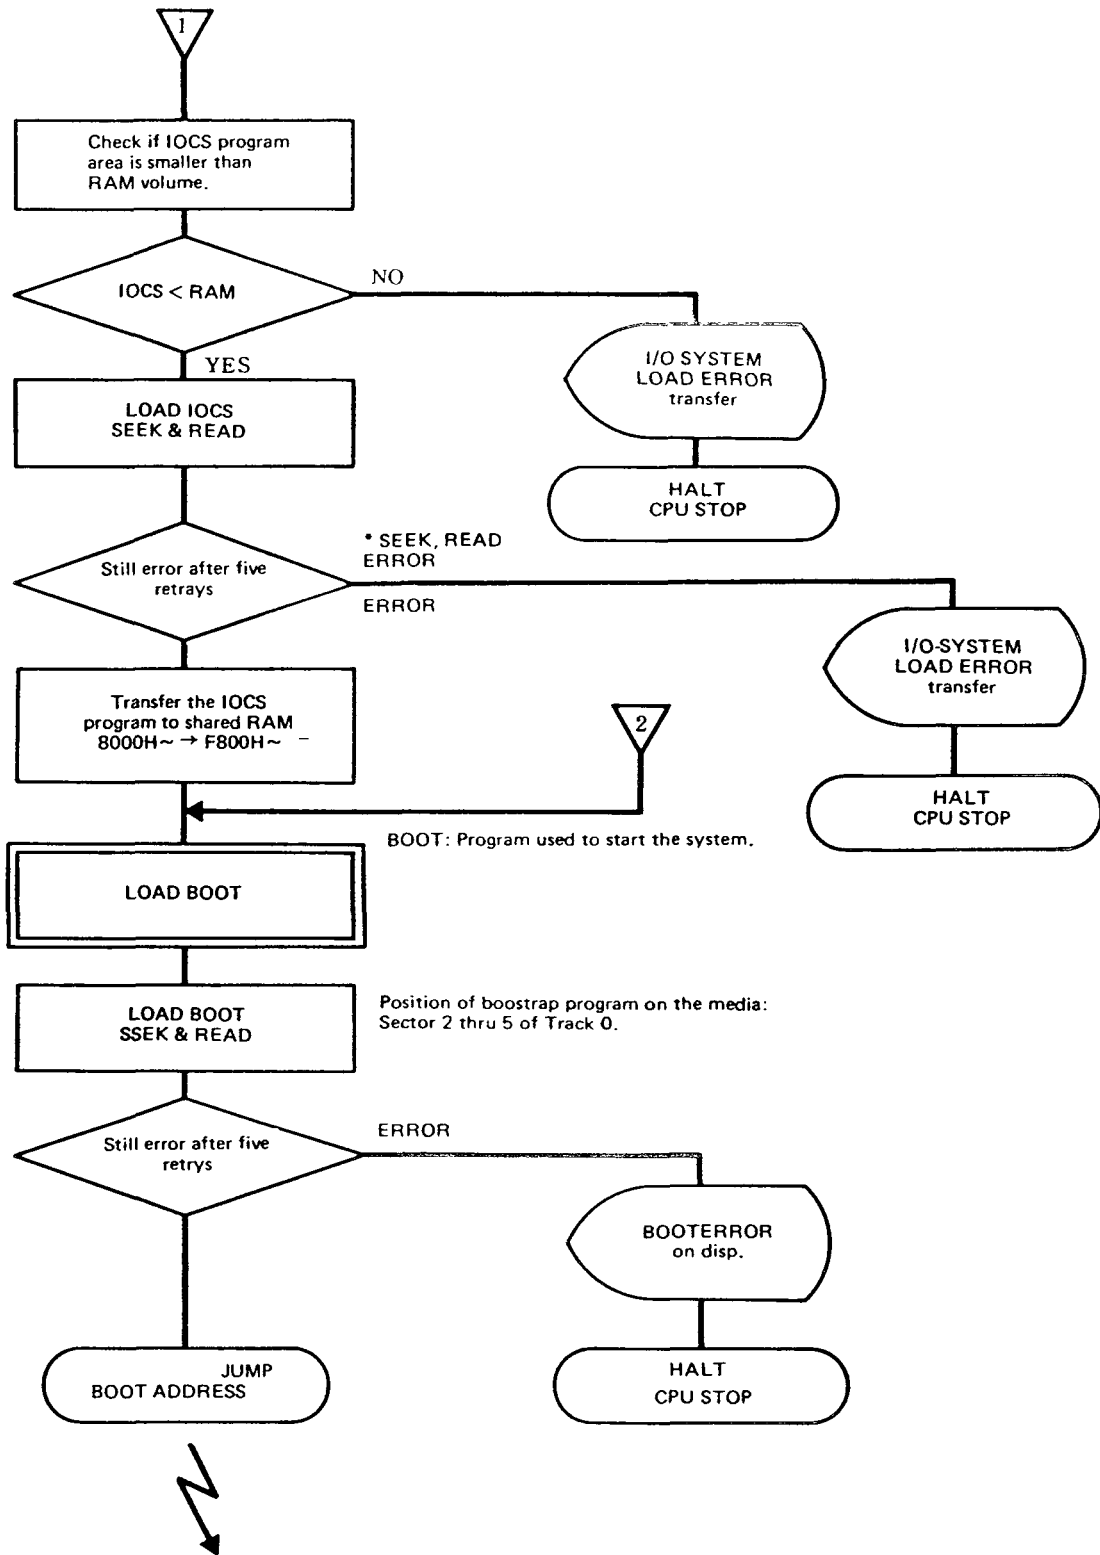 1
Check if IOCS program
area is smaller than
RAM volume.
IOCS < RAM
NO
YES
I/O SYSTEM
LOAD ERROR
transfer
LOAD IOCS
SEEK & READ
HALT
CPU STOP
Still error after five
retrays
* SEEK, READ
ERROR
ERROR
I/O-SYSTEM
LOAD ERROR
transfer
Transfer the IOCS
program to shared RAM
8000H~ → F800H~
2
HALT
CPU STOP
BOOT: Program used to start the system.
LOAD BOOT
LOAD BOOT
SSEK & READ
Position of boostrap program on the media:
Sector 2 thru 5 of Track 0.
Still error after five
retrys
ERROR
BOOTERROR
on disp.
JUMP
BOOT ADDRESS
HALT
CPU STOP